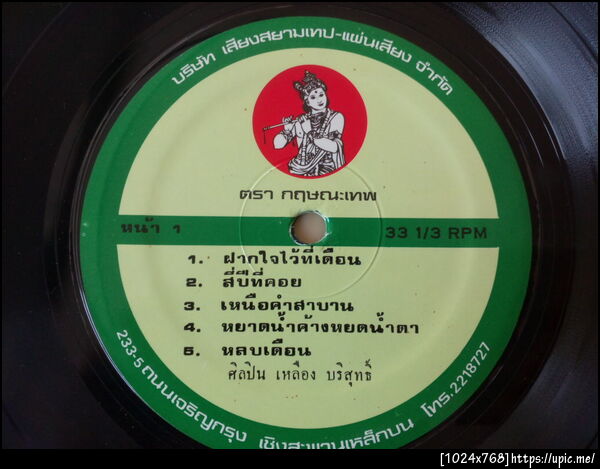 บริษัท เสียงสยามเทป-แผ่นเสียง จำกัด
ตรา กฤษณะเทพ
หน้า 1
33 1/3 RPM
1. ฝากใจไว้ที่เดือน
2. สี่ปีที่คอย
3. เหนือคำสาบาน
4. หยาดน้ำค้างหยดน้ำตา
5. หลบเดือน
ศิลปิน เหลือง บริสุทธิ์
233-5 ถนนเจริญกรุง เชิงสะพานเหล็กบน โทร. 2218727
[1024x768]https://upic.me/